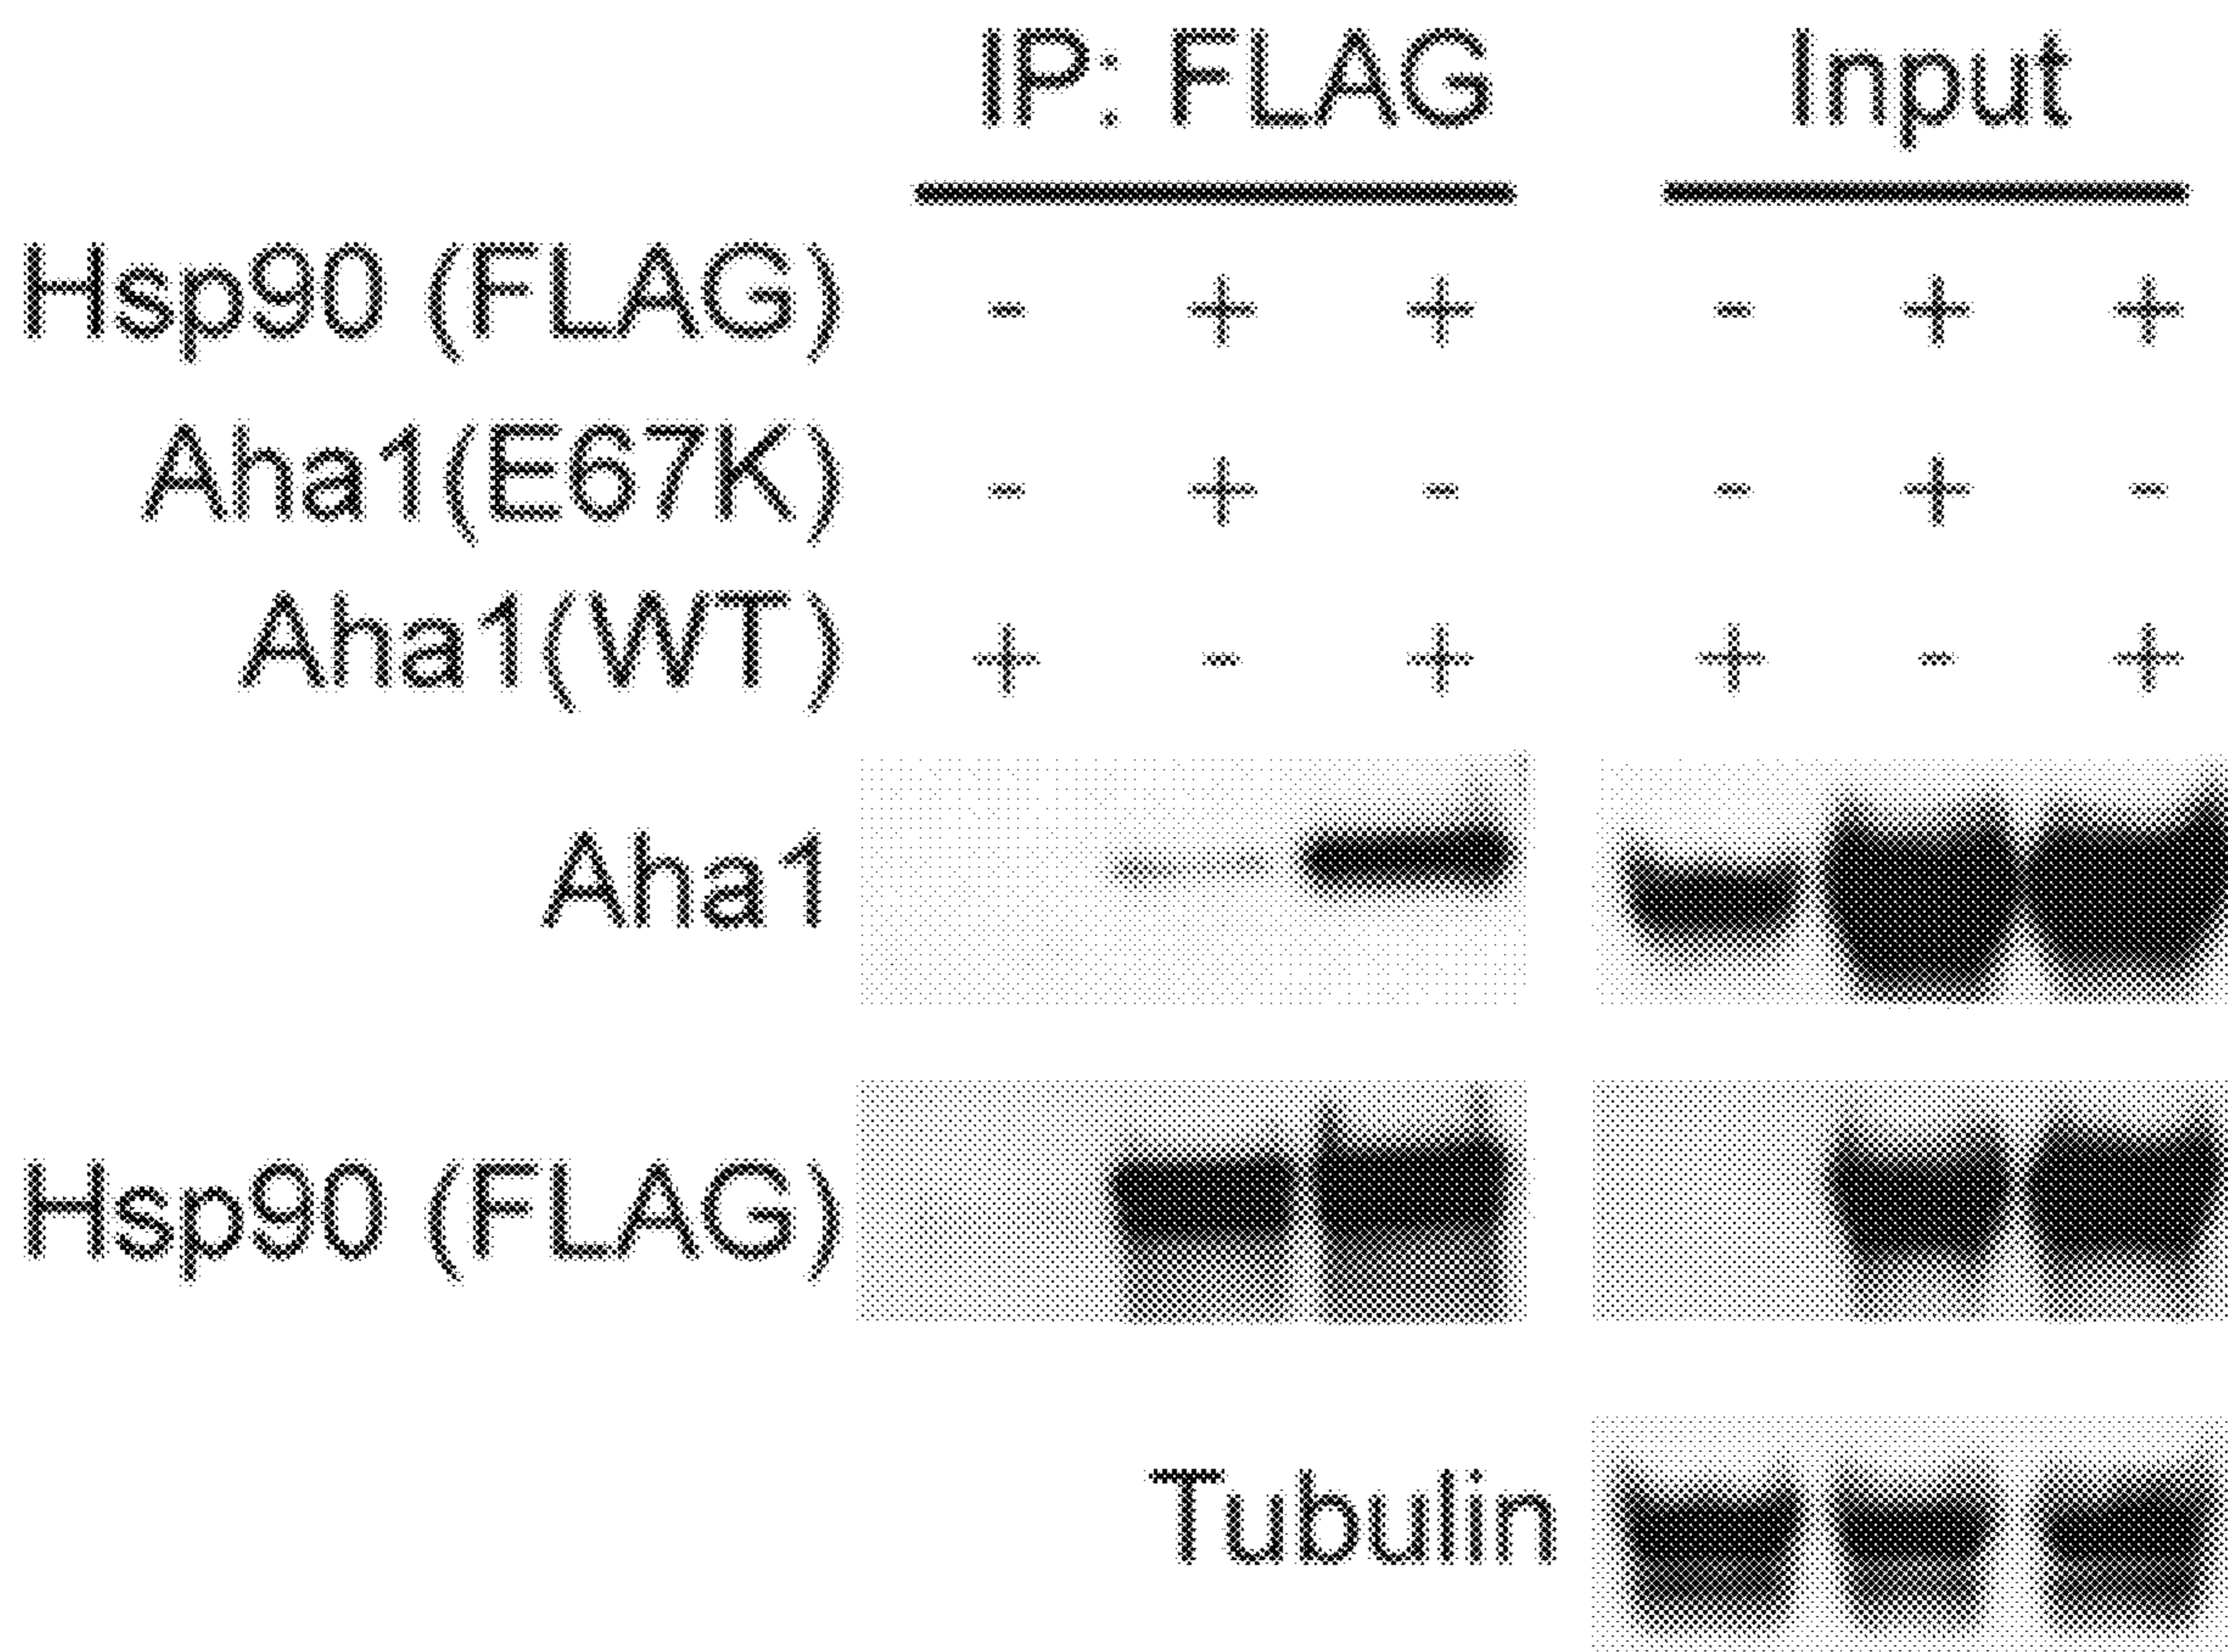 IP: FLAG Input
Hsp90 (FLAG) - + + - + +
Aha1(E67K) - + - - + -
Aha1(WT) + - + + - +
Aha1
Hsp90 (FLAG)
Tubulin